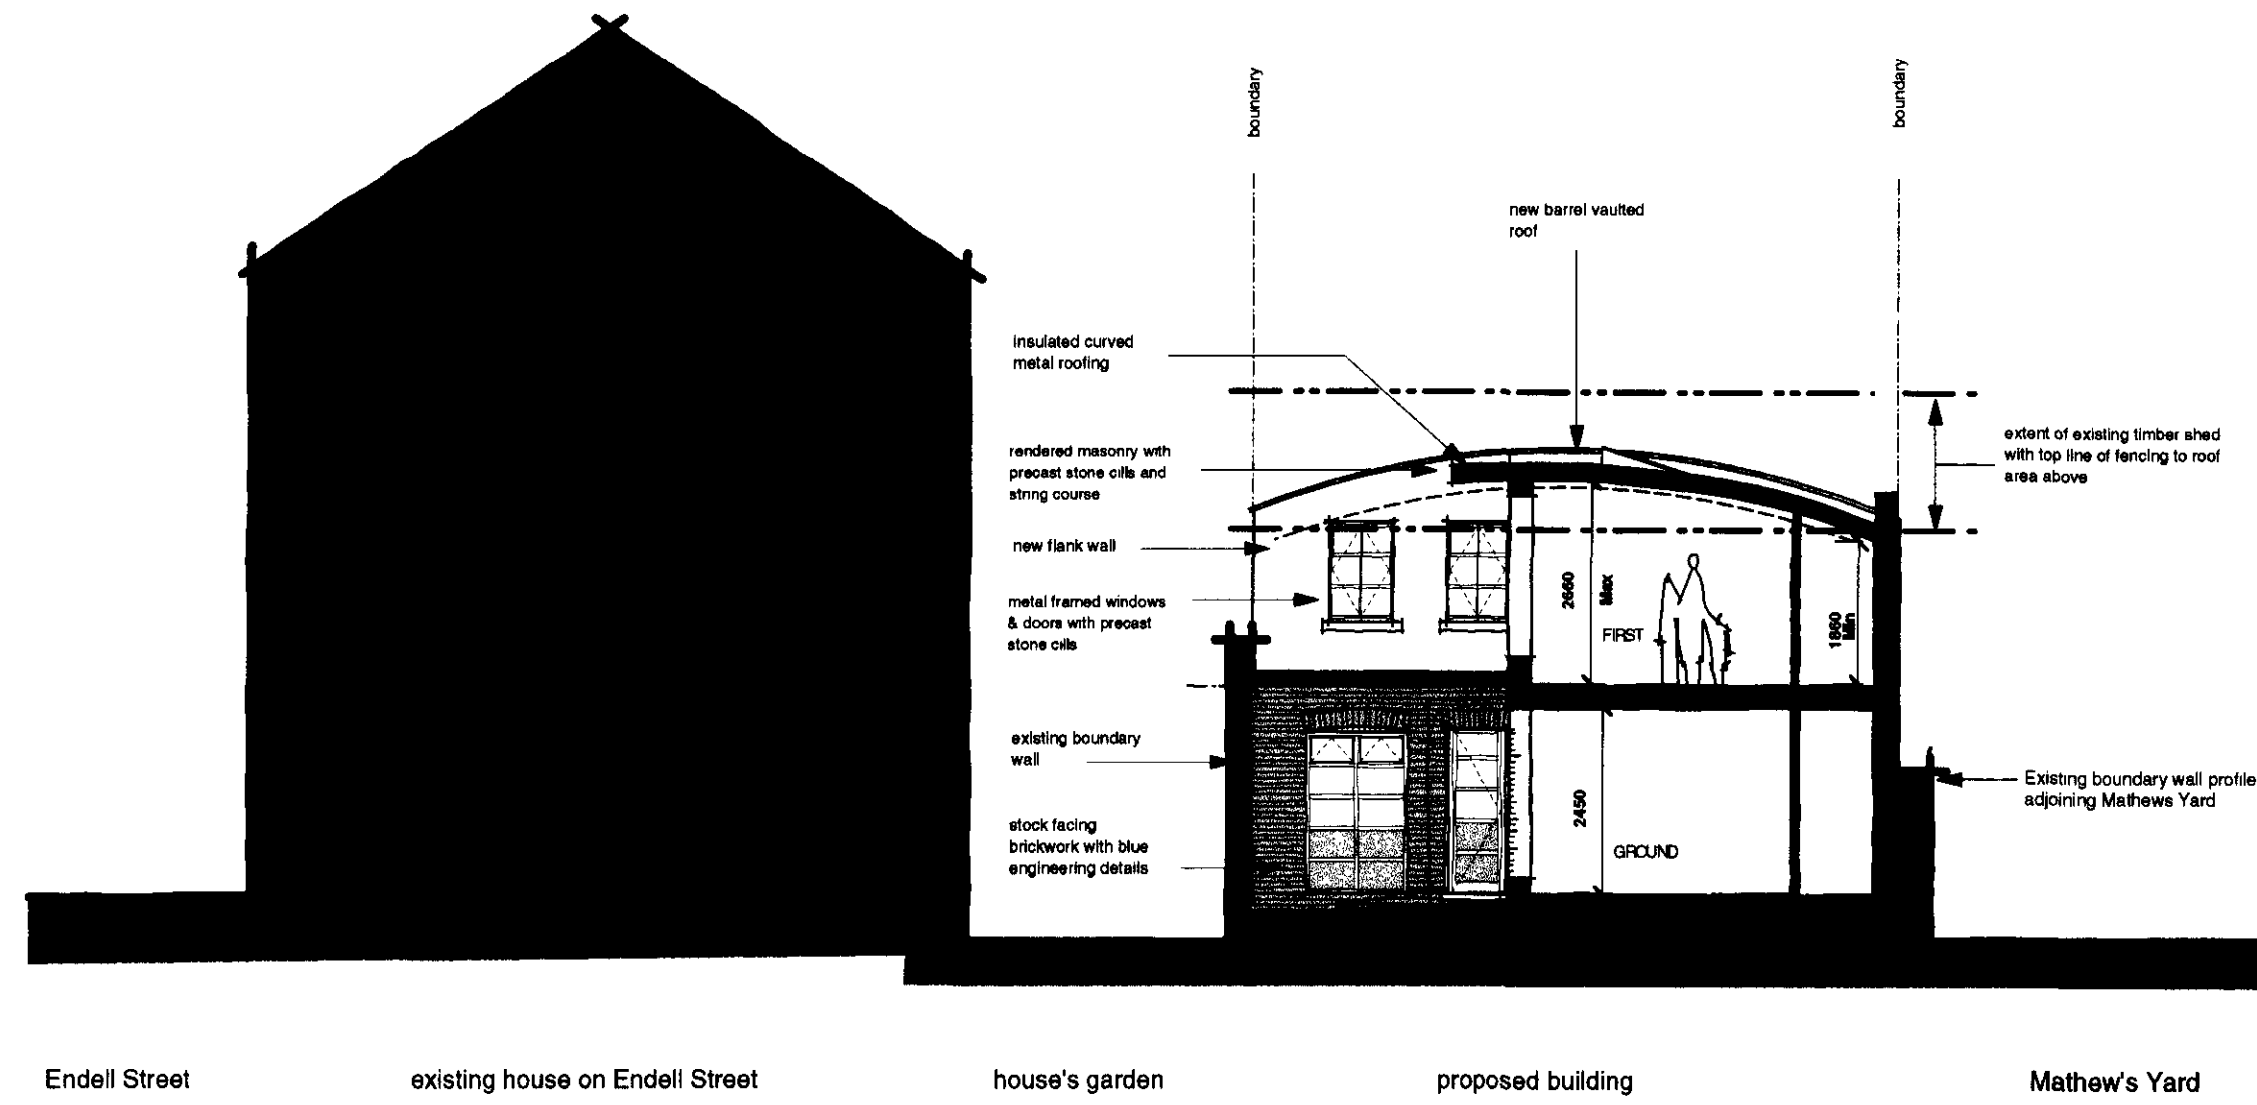 boundary
boundary
new barrel vaulted
roof
insulated curved
metal roofing
rendered masonry with
precast stone cills and
string course
new flank wall
metal framed windows
& doors with precast
stone cills
existing boundary
wall
stock facing
brickwork with blue
engineering details
extent of existing timber shed
with top line of fencing to roof
area above
2660
Max
FIRST
1860
Min
2450
GROUND
Existing boundary wall profile
adjoining Mathews Yard
Endell Street
existing house on Endell Street
house's garden
proposed building
Mathew's Yard